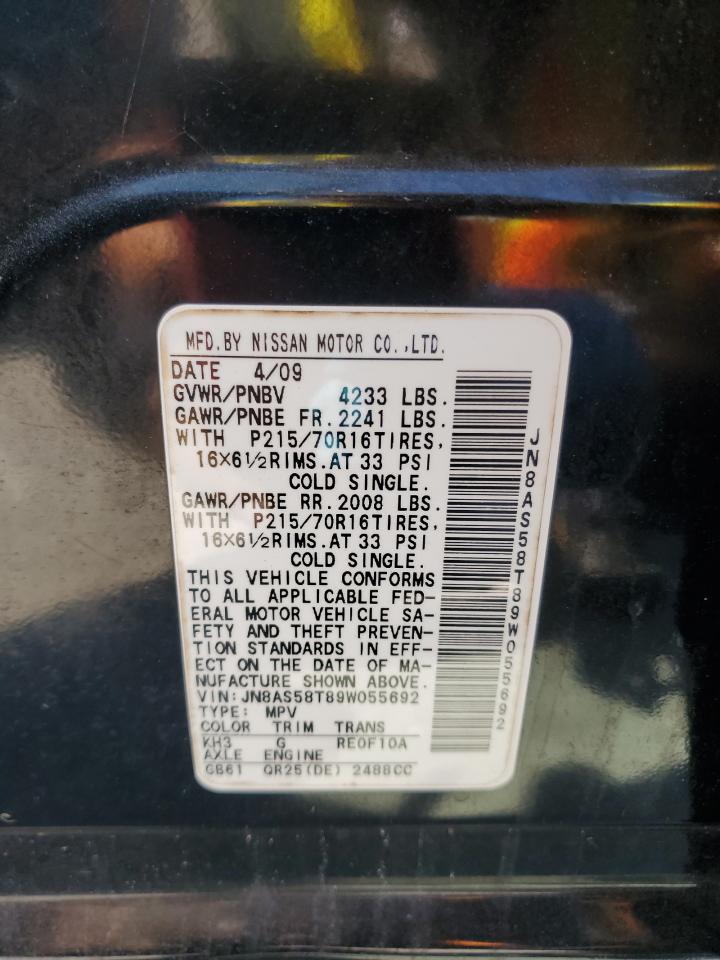 MFD.BY NISSAN MOTOR CO.,LTD.
DATE 4/09
GVWR/PNBV 4233 LBS.
GAWR/PNBE FR.2241 LBS.
WITH P215/70R16TIRES,
16×6½RIMS.AT 33 PSI
COLD SINGLE.
GAWR/PNBE RR.2008 LBS.
WITH P215/70R16TIRES,
16×6½RIMS.AT 33 PSI
COLD SINGLE.
THIS VEHICLE CONFORMS
TO ALL APPLICABLE FED-
ERAL MOTOR VEHICLE SA-
FETY AND THEFT PREVEN-
TION STANDARDS IN EFF-
ECT ON THE DATE OF MA-
NUFACTURE SHOWN ABOVE.
VIN:JN8AS58T89W055692
TYPE: MPV
COLOR TRIM TRANS
KH3 G RE0F10A
AXLE ENGINE
GB61 QR25(DE) 2488CC
JN8AS58T89W055692